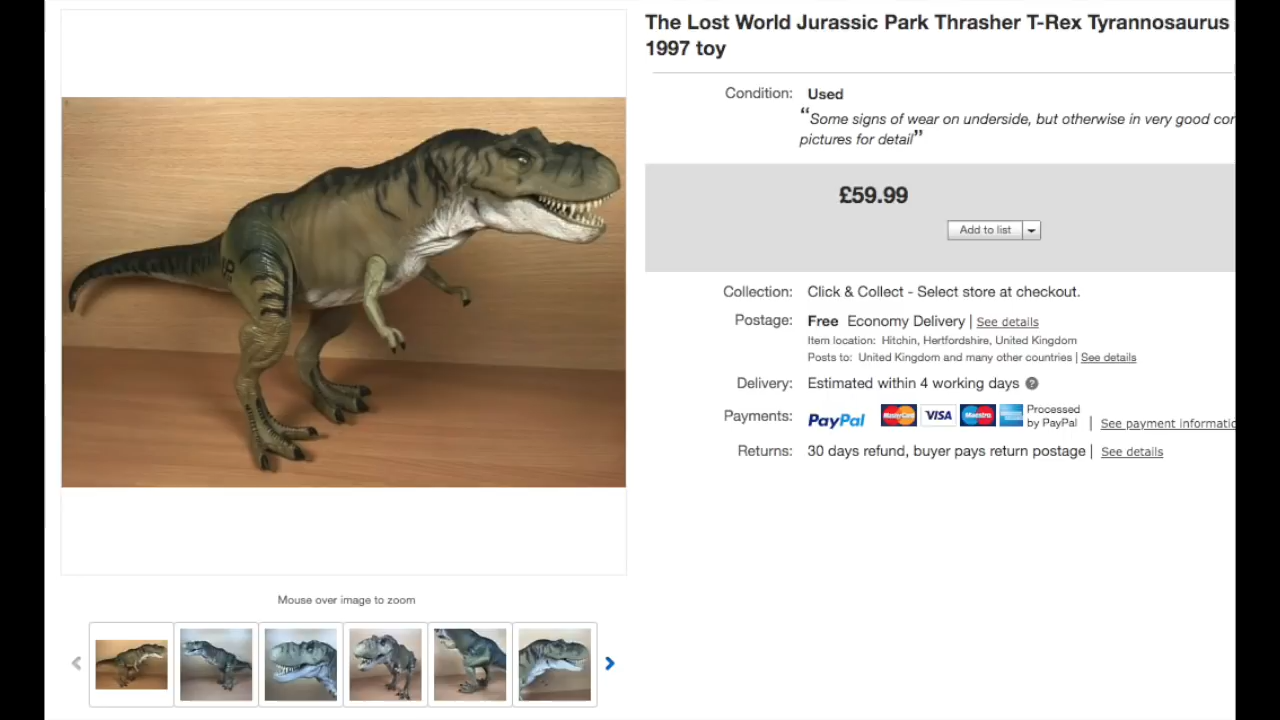 The Lost World Jurassic Park Thrasher T-Rex Tyrannosaurus
1997 toy
Condition: Used
“Some signs of wear on underside, but otherwise in very good cor
pictures for detail”
£59.99
Add to list
Collection: Click & Collect - Select store at checkout.
Postage: Free Economy Delivery | See details
Item location: Hitchin, Hertfordshire, United Kingdom
Posts to: United Kingdom and many other countries | See details
Delivery: Estimated within 4 working days ?
Payments: PayPal MasterCard VISA Maestro Processed
by PayPal | See payment informatio
Returns: 30 days refund, buyer pays return postage | See details
Mouse over image to zoom